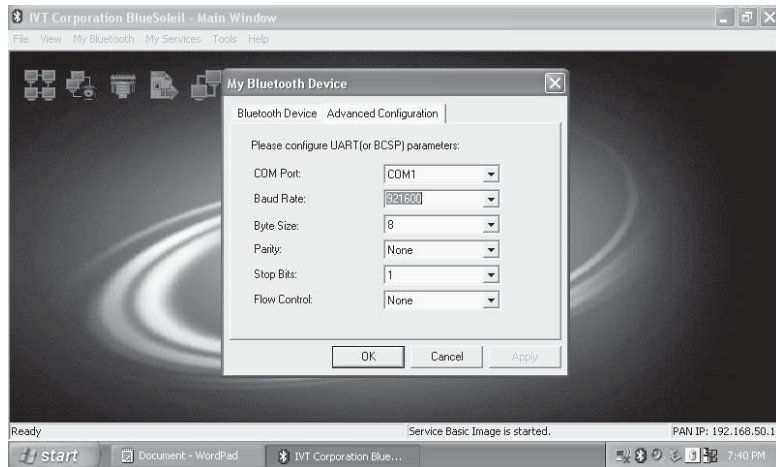 IVT Corporation BlueSoleil - Main Window
File View My Bluetooth My Services Tools Help
My Bluetooth Device
Bluetooth Device Advanced Configuration
Please configure UART(or BCSP) parameters:
COM Port: COM1
Baud Rate: 921600
Byte Size: 8
Parity: None
Stop Bits: 1
Flow Control: None
OK Cancel Apply
Ready Service Basic Image is started. PAN IP: 192.168.50.1
start Document - WordPad IVT Corporation Blue... 7:40 PM